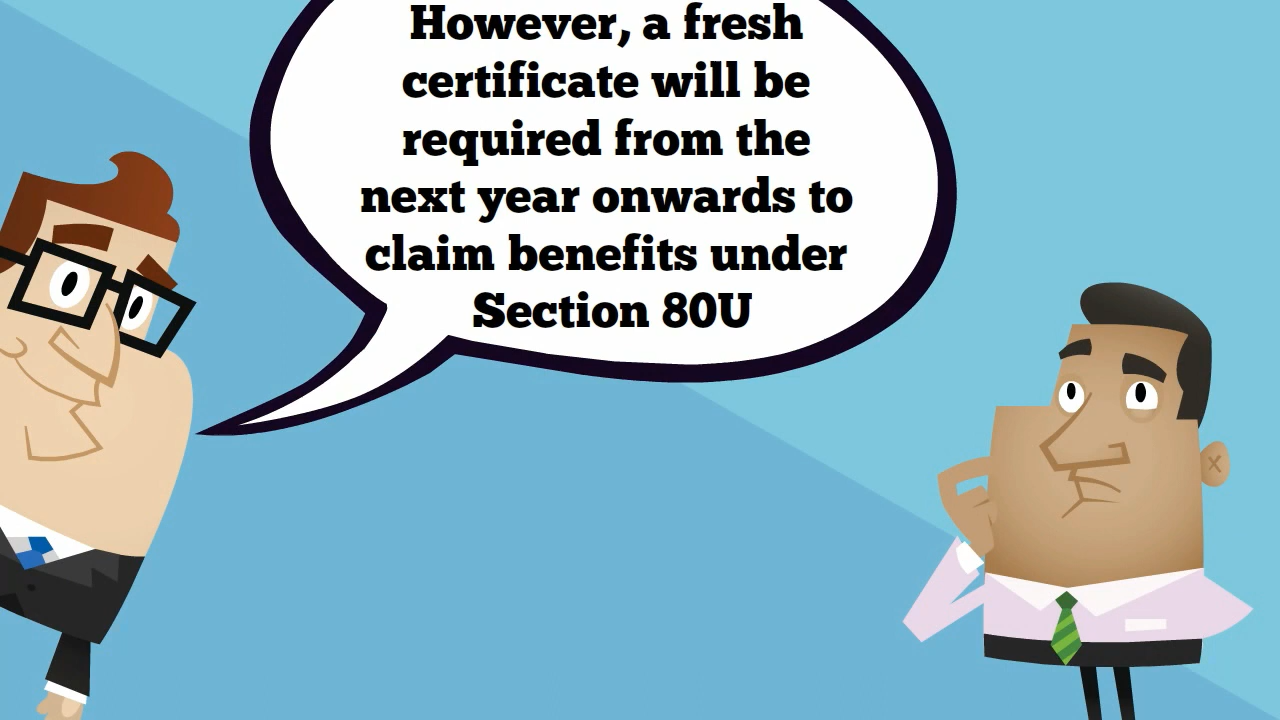 However, a fresh
certificate will be
required from the
next year onwards to
claim benefits under
Section 80U